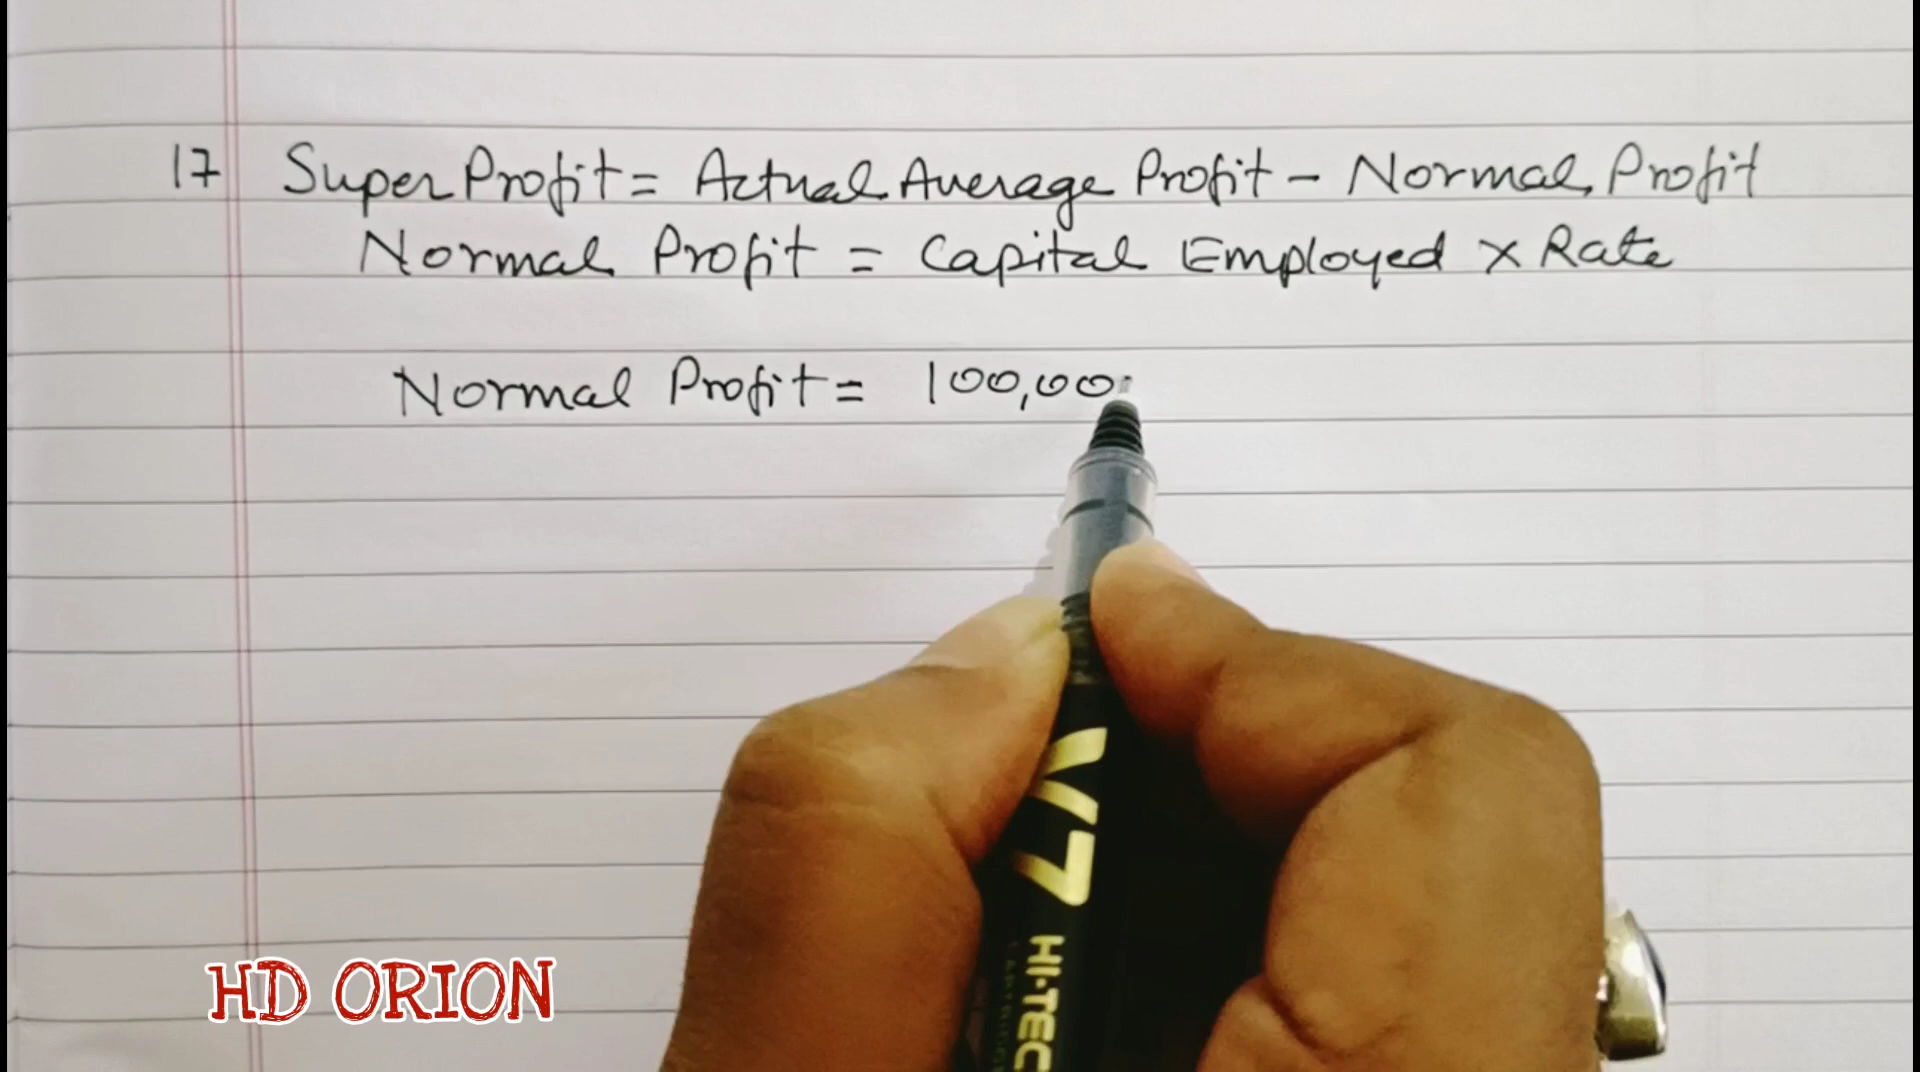 17 Super Profit = Actual Average Profit - Normal Profit
Normal Profit = Capital Employed x Rate
Normal Profit = 100,00
V7
HI-TEC
HD ORION